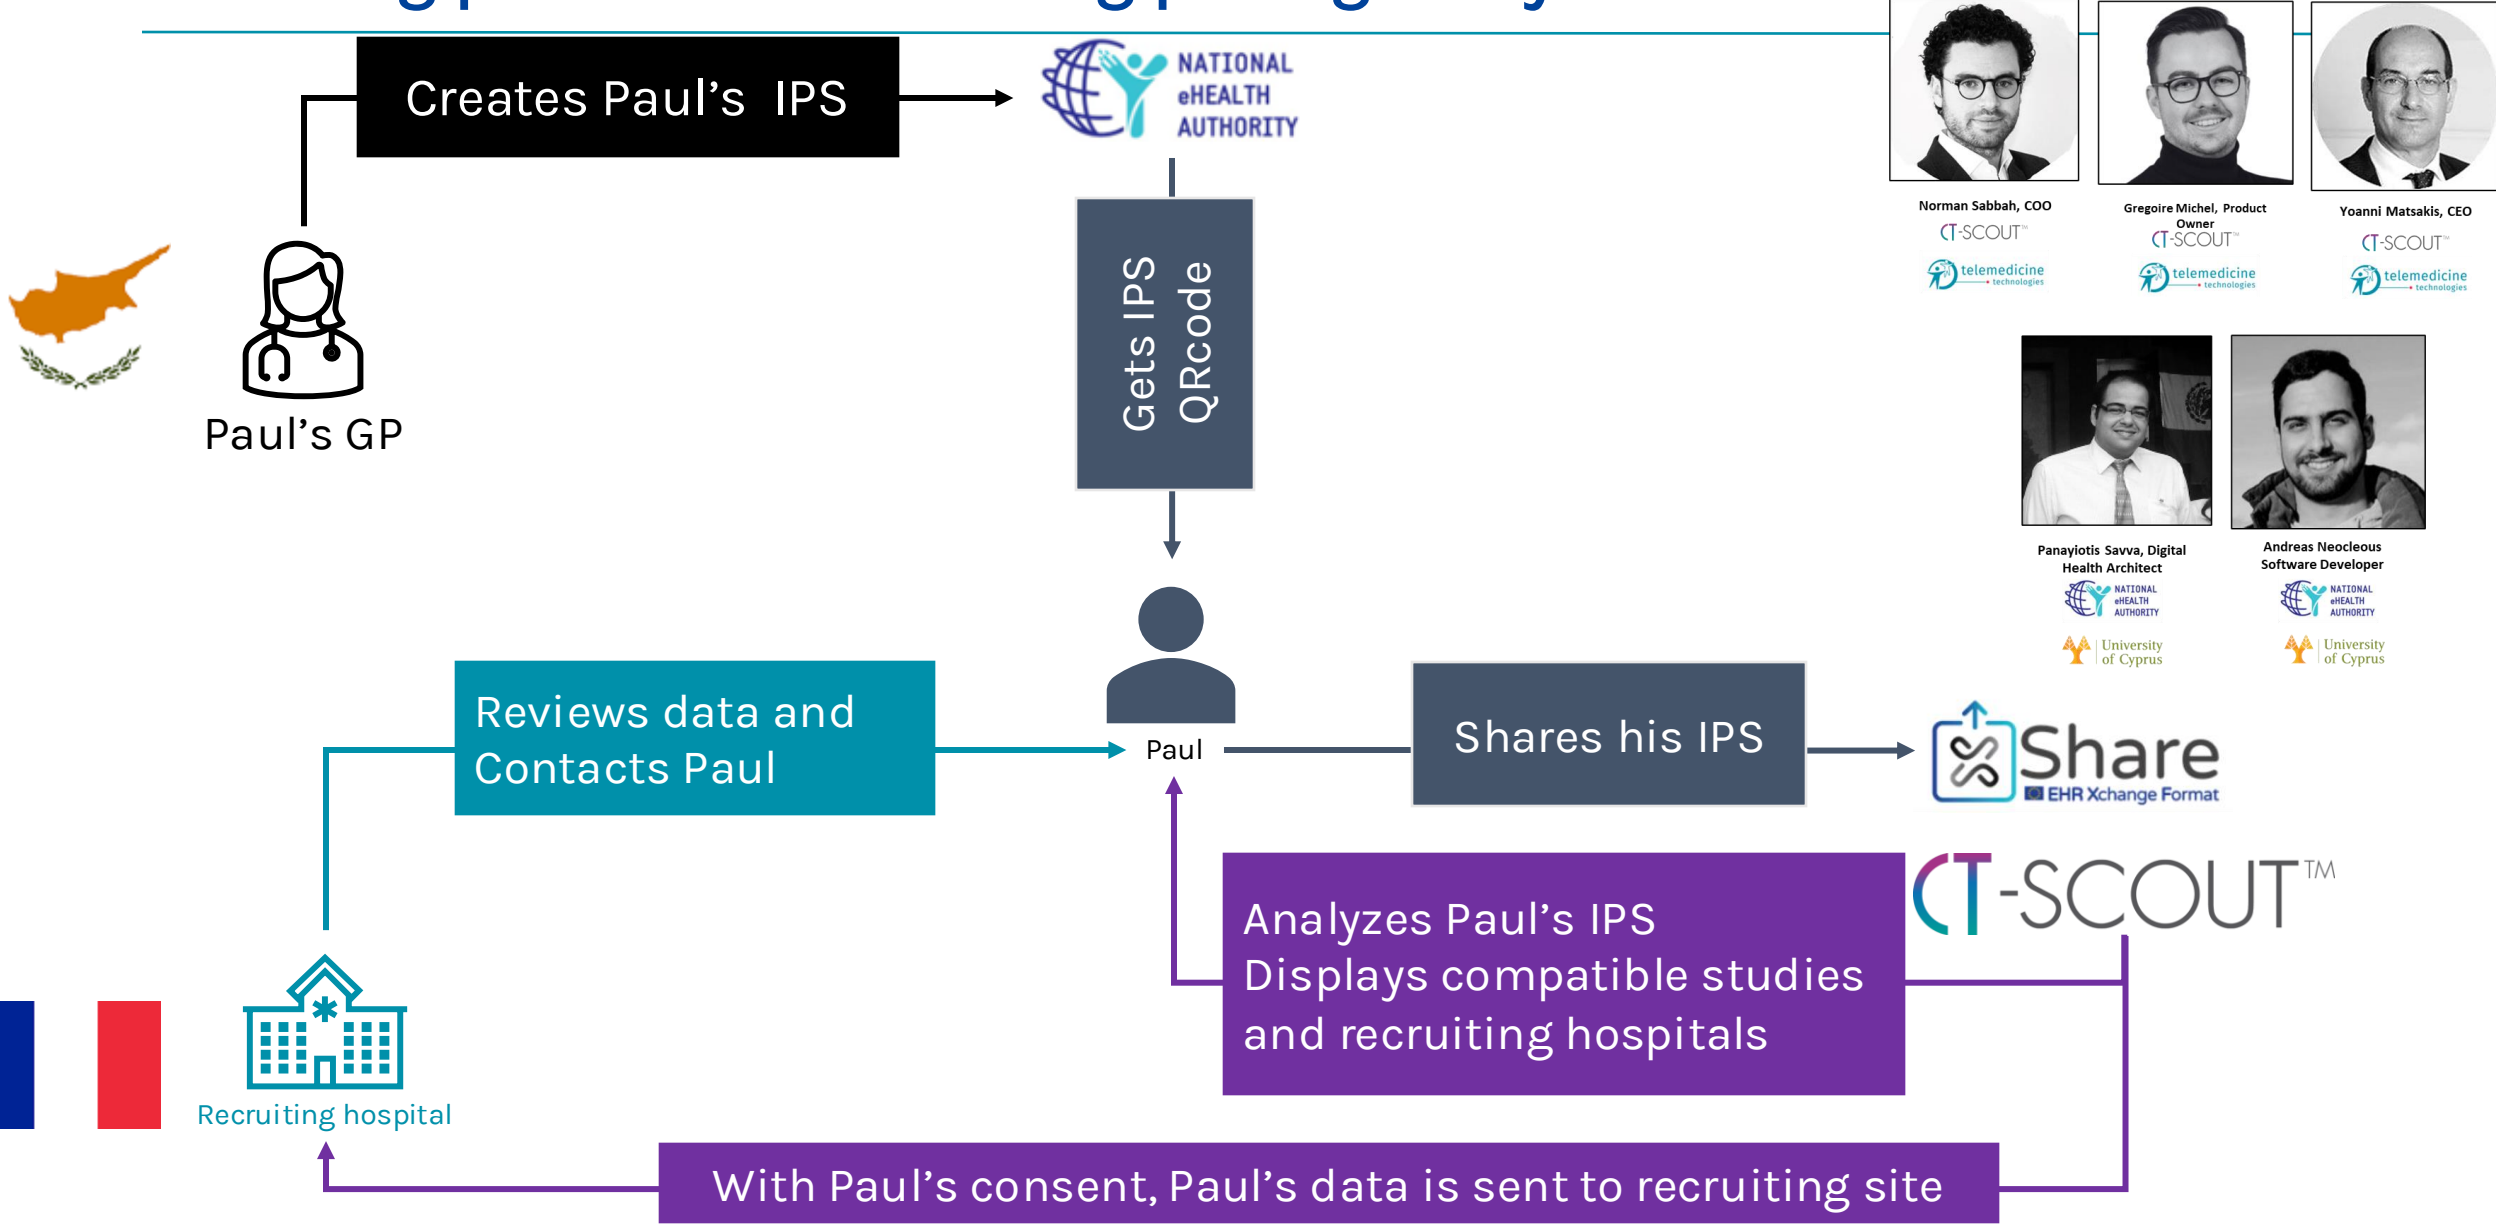 Creates Paul's  IPS
NATIONAL
eHEALTH
AUTHORITY
Norman Sabbah, COO
CT-SCOUT™
telemedicine
technologies
Gregoire Michel, Product
Owner
CT-SCOUT™
telemedicine
technologies
Yoanni Matsakis, CEO
CT-SCOUT™
telemedicine
technologies
Gets IPS
QRcode
Paul's GP
Panayiotis Savva, Digital
Health Architect
NATIONAL
eHEALTH
AUTHORITY
University
of Cyprus
Andreas Neocleous
Software Developer
NATIONAL
eHEALTH
AUTHORITY
University
of Cyprus
Reviews data and
Contacts Paul
Paul
Shares his IPS
Share
EHR Xchange Format
CT-SCOUT™
Analyzes Paul's IPS
Displays compatible studies
and recruiting hospitals
Recruiting hospital
With Paul's consent, Paul's data is sent to recruiting site